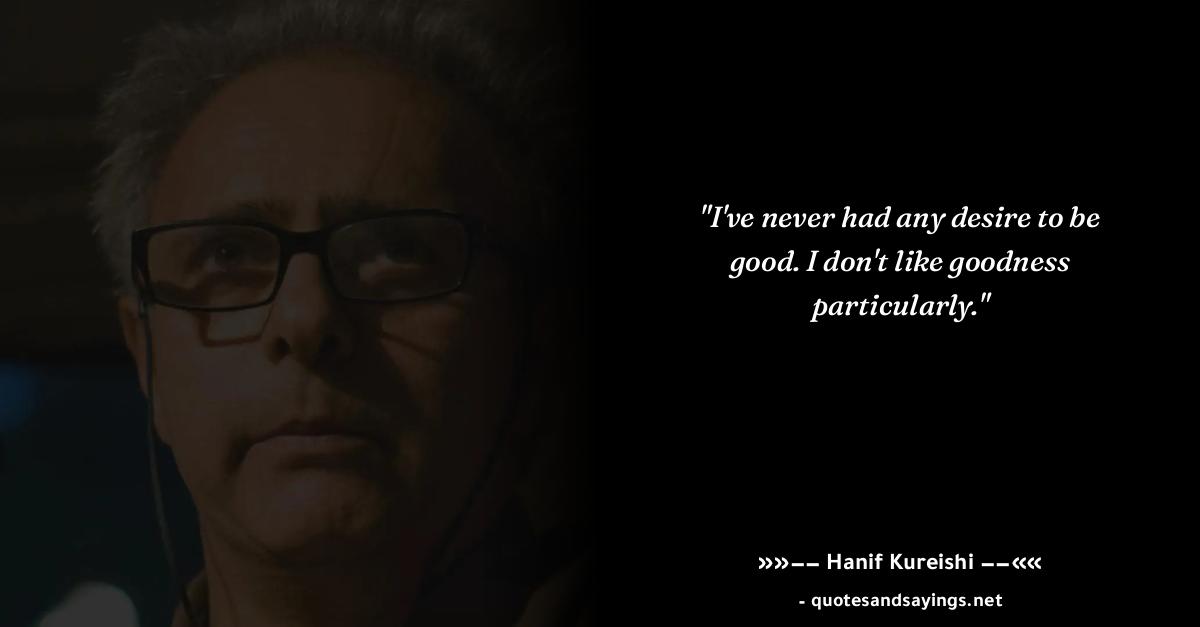 "I've never had any desire to be
good. I don't like goodness
particularly."
»»−− Hanif Kureishi −−««
- quotesandsayings.net